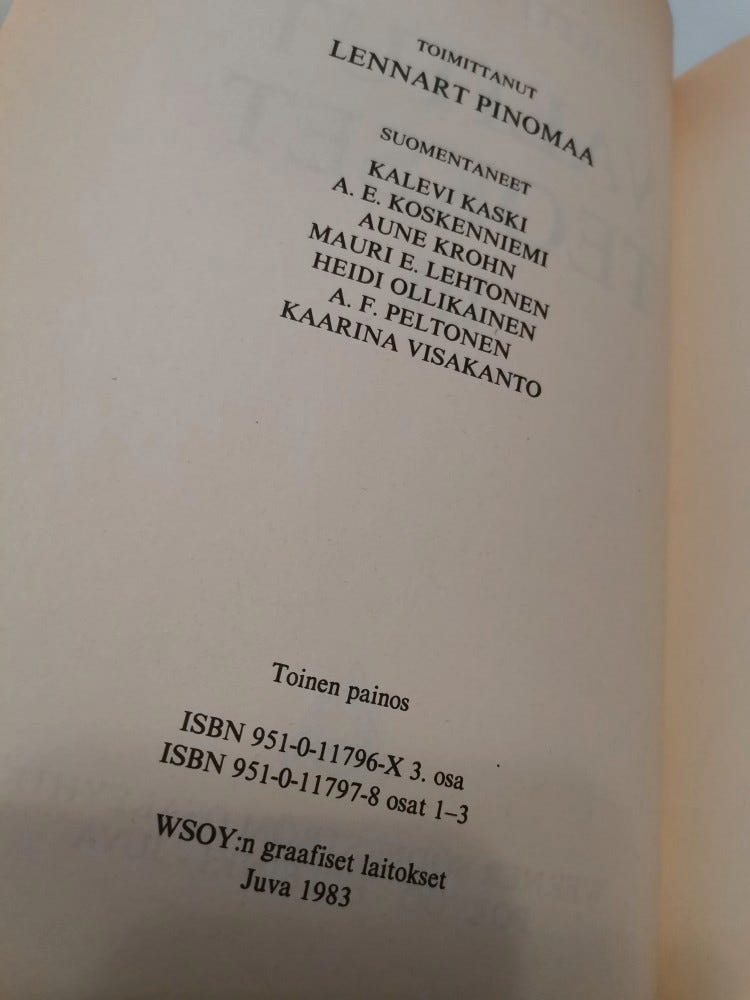 TOIMITTANUT
LENNART PINOMAA
SUOMENTANEET
KALEVI KASKI
A. E. KOSKENNIEMI
AUNE KROHN
MAURI E. LEHTONEN
HEIDI OLLIKAINEN
A. F. PELTONEN
KAARINA VISAKANTO
Toinen painos
ISBN 951-0-11796-X 3. osa
ISBN 951-0-11797-8 osat 1–3
WSOY:n graafiset laitokset
Juva 1983